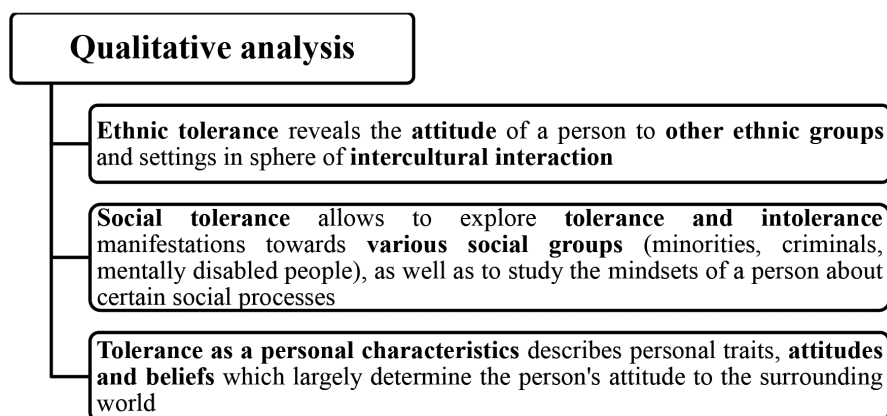 Qualitative analysis
Ethnic tolerance reveals the attitude of a person to other ethnic groups
and settings in sphere of intercultural interaction
Social tolerance allows to explore tolerance and intolerance
manifestations towards various social groups (minorities, criminals,
mentally disabled people), as well as to study the mindsets of a person about
certain social processes
Tolerance as a personal characteristics describes personal traits, attitudes
and beliefs which largely determine the person's attitude to the surrounding
world